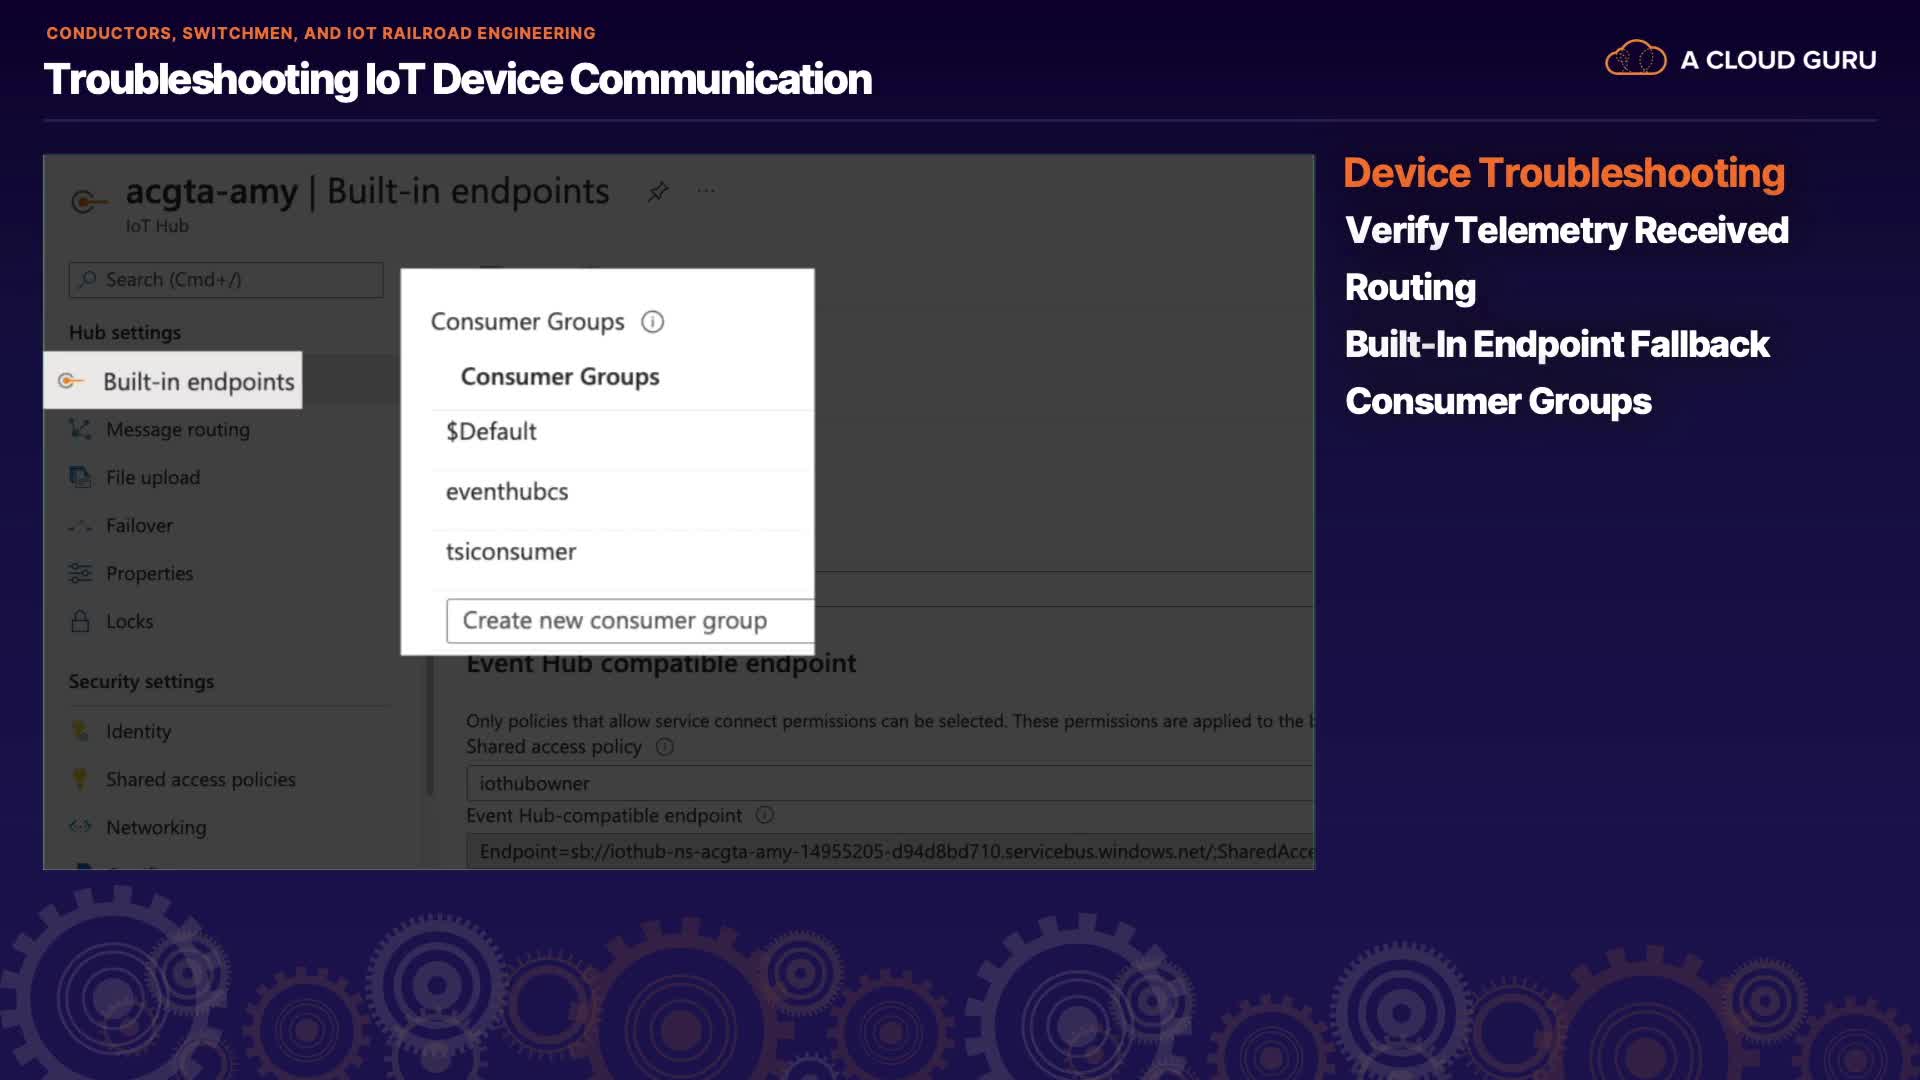 CONDUCTORS, SWITCHMEN, AND IOT RAILROAD ENGINEERING
Troubleshooting IoT Device Communication
A CLOUD GURU
acgta-amy | Built-in endpoints
IoT Hub
Search (Cmd+/)
Hub settings
Built-in endpoints
Message routing
File upload
Failover
Properties
Locks
Security settings
Identity
Shared access policies
Networking
Consumer Groups
Consumer Groups
$Default
eventhubcs
tsiconsumer
Create new consumer group
Event Hub compatible endpoint
Only policies that allow service connect permissions can be selected. These permissions are applied to the
Shared access policy
iothubowner
Event Hub-compatible endpoint
Endpoint=sb://iothub-ns-acgta-amy-14955205-d94d8bd710.servicebus.windows.net/;SharedAcce
Device Troubleshooting
Verify Telemetry Received
Routing
Built-In Endpoint Fallback
Consumer Groups